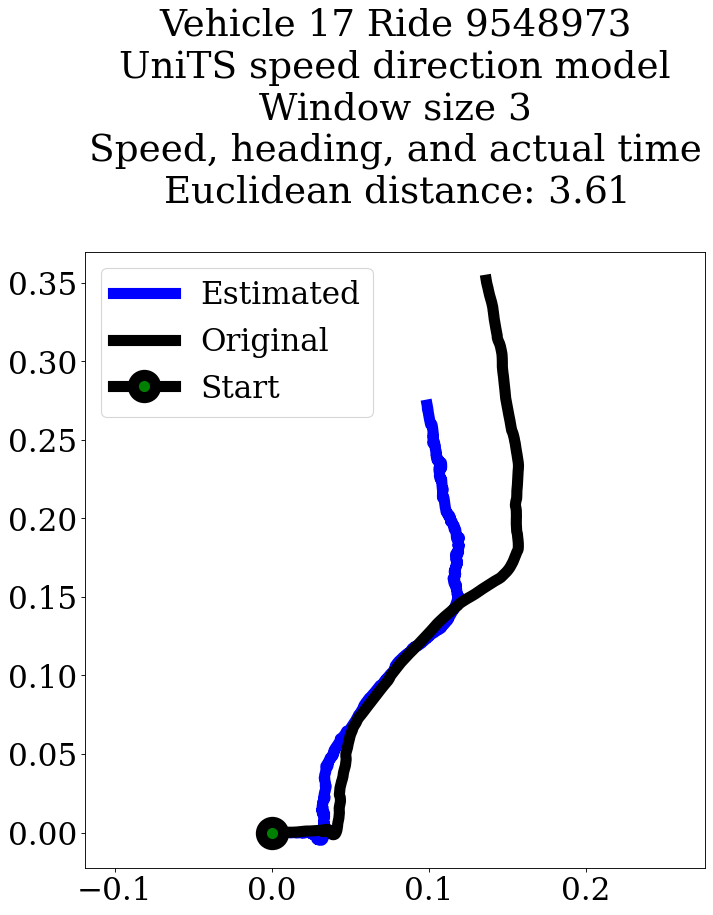 Vehicle 17 Ride 9548973
UniTS speed direction model
Window size 3
Speed, heading, and actual time
Euclidean distance: 3.61
Estimated
Original
Start
0.35
0.30
0.25
0.20
0.15
0.10
0.05
0.00
−0.1
0.0
0.1
0.2